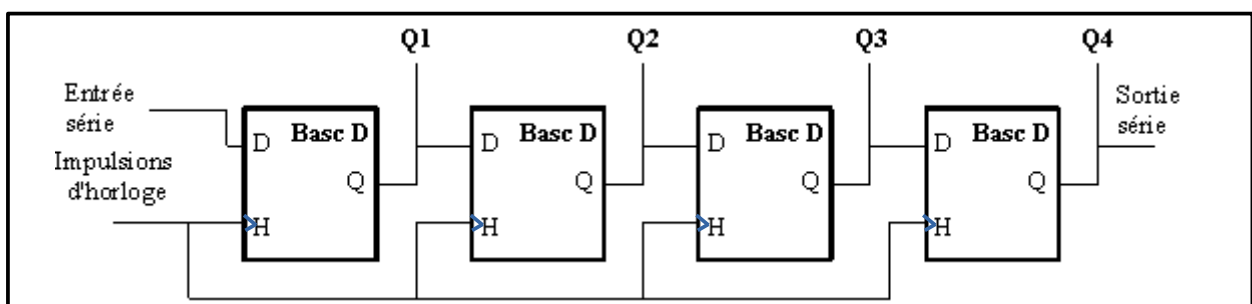 Q1 Q2 Q3 Q4
Entrée
série
Sortie
série
Basc D Basc D Basc D Basc D
D D D D
Impulsions
d'horloge
Q Q Q Q
H H H H